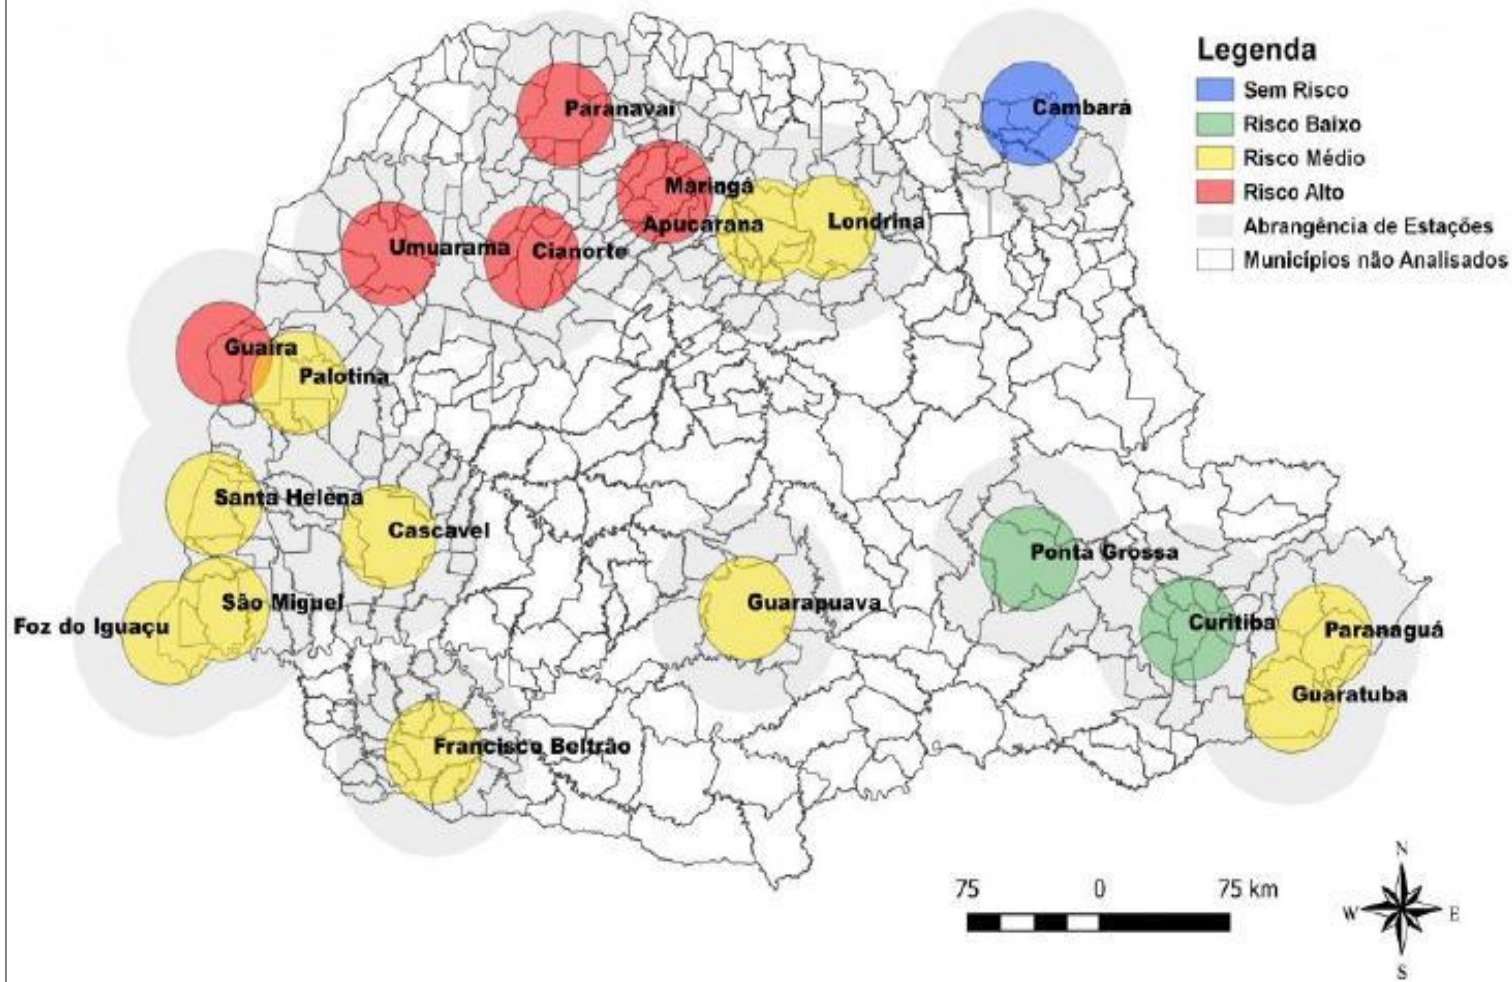 Legenda
Sem Risco
Risco Baixo
Risco Médio
Risco Alto
Abrangência de Estações
Municípios não Analisados
Paranavai
Cambará
Maringá
Apucarana
Londrina
Umuarama
Cianorte
Guaíra
Palotina
Santa Helena
Cascavel
Ponta Grossa
São Miguel
Guarapuava
Foz do Iguaçu
Curitiba
Paranaguá
Guaratuba
Francisco Beltrão
75 0 75 km
N
W E
S